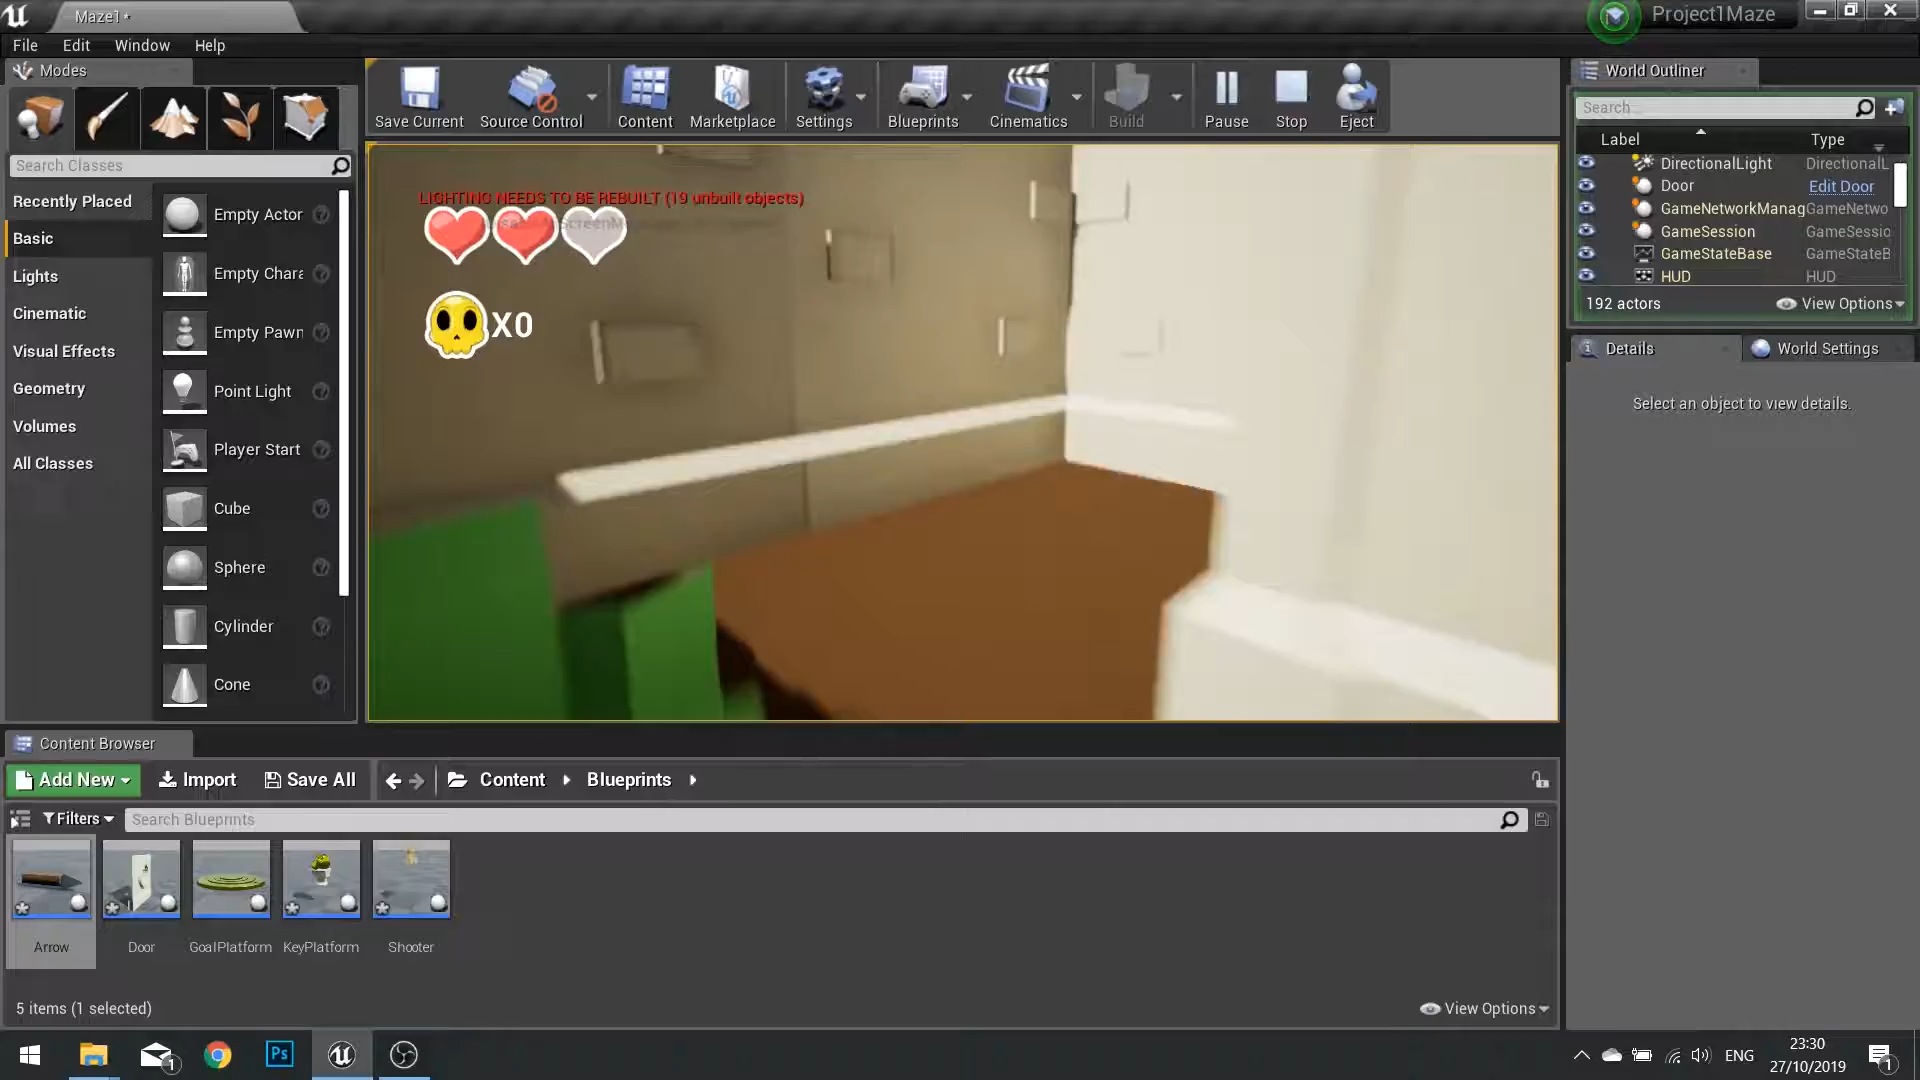 Maze1*
Project1Maze
File Edit Window Help
Modes
Search Classes
Recently Placed
Basic
Lights
Cinematic
Visual Effects
Geometry
Volumes
All Classes
Empty Actor
Empty Chara
Empty Pawn
Point Light
Player Start
Cube
Sphere
Cylinder
Cone
Save Current
Source Control
Content
Marketplace
Settings
Blueprints
Cinematics
Build
Pause
Stop
Eject
LIGHTING NEEDS TO BE REBUILT (19 unbuilt objects)
X0
World Outliner
Search...
Label Type
DirectionalLight DirectionalL
Door Edit Door
GameNetworkManag GameNetwo
GameSession GameSessio
GameStateBase GameStateB
HUD HUD
192 actors View Options
Details
World Settings
Select an object to view details.
Content Browser
Add New Import Save All Content Blueprints
Filters Search Blueprints
Arrow
Door
GoalPlatform
KeyPlatform
Shooter
5 items (1 selected)
View Options
Ps
1
ENG
23:30
27/10/2019
1